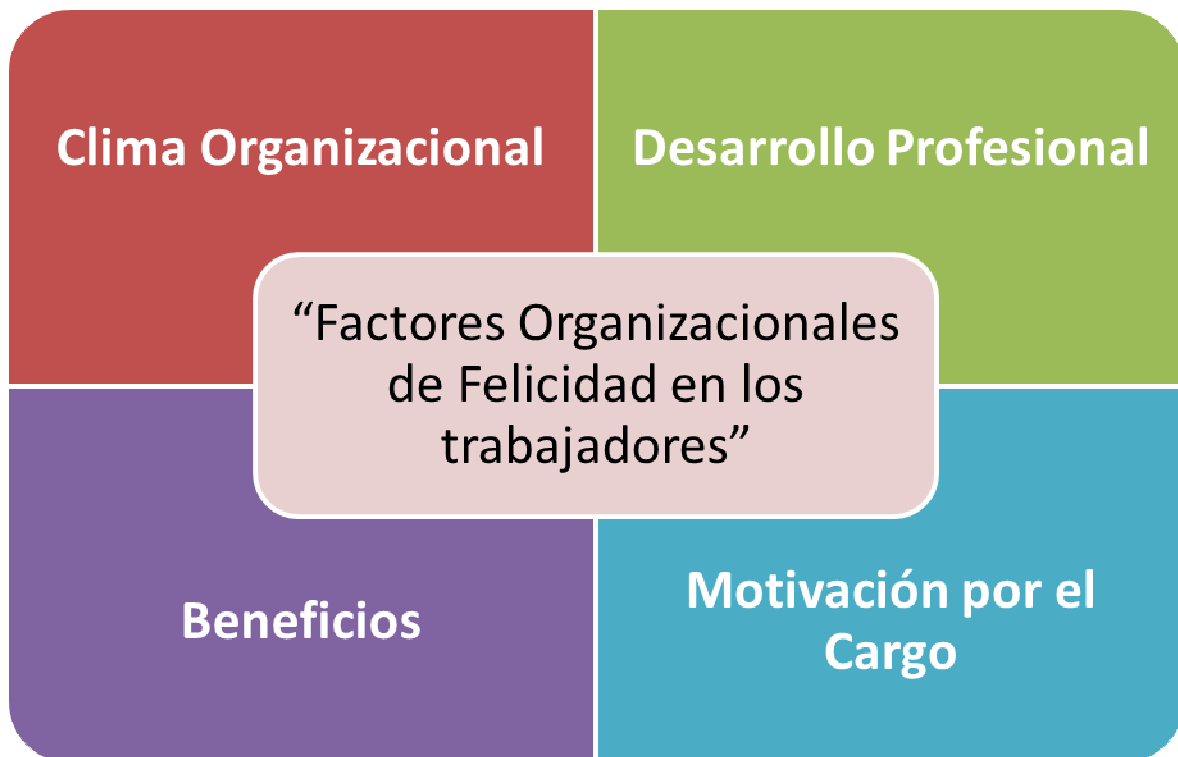 Clima Organizacional
Desarrollo Profesional
“Factores Organizacionales
de Felicidad en los
trabajadores”
Beneficios
Motivación por el
Cargo